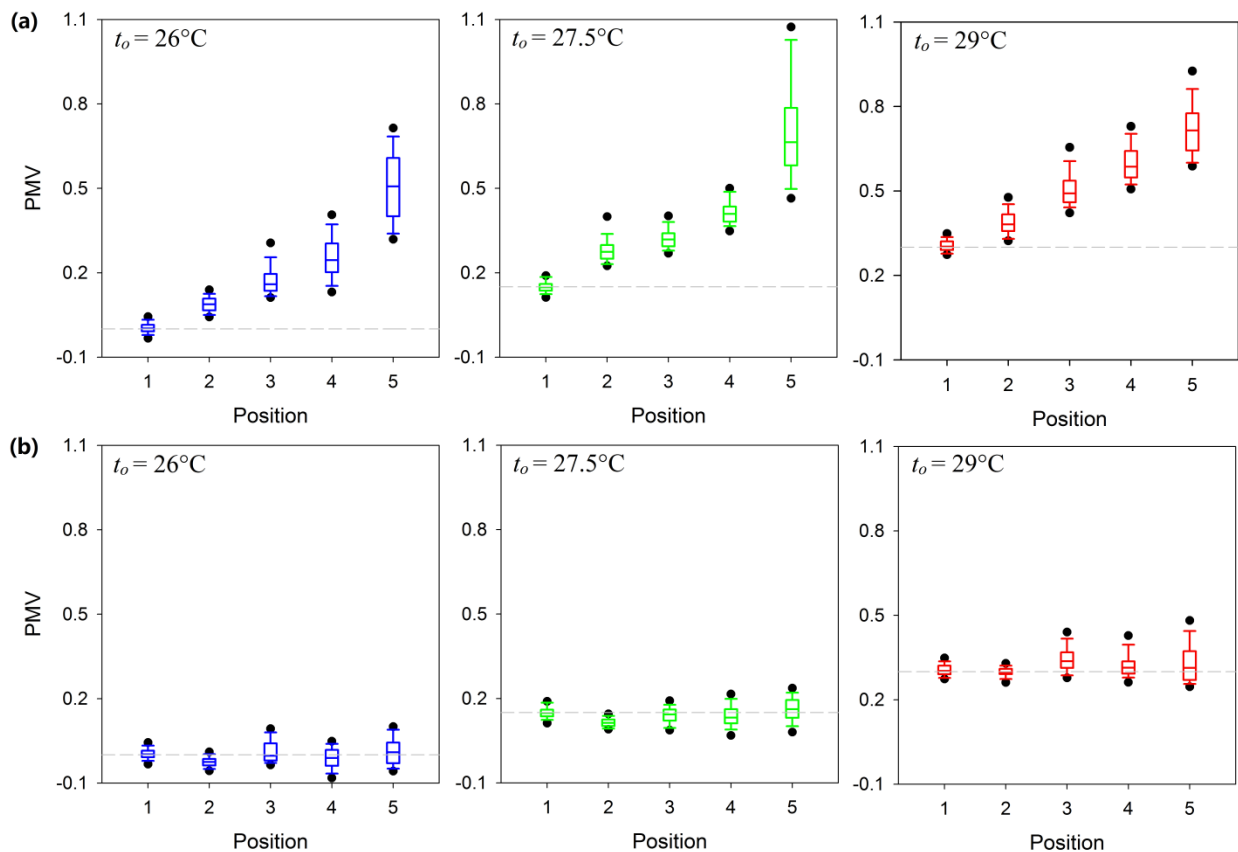 (a)
t_o = 26°C
t_o = 27.5°C
t_o = 29°C
PMV
1.1
0.8
0.5
0.2
-0.1
1 2 3 4 5
Position
1.1
0.8
0.5
0.2
-0.1
1 2 3 4 5
Position
1.1
0.8
0.5
0.2
-0.1
1 2 3 4 5
Position
(b)
t_o = 26°C
t_o = 27.5°C
t_o = 29°C
PMV
1.1
0.8
0.5
0.2
-0.1
1 2 3 4 5
Position
1.1
0.8
0.5
0.2
-0.1
1 2 3 4 5
Position
1.1
0.8
0.5
0.2
-0.1
1 2 3 4 5
Position